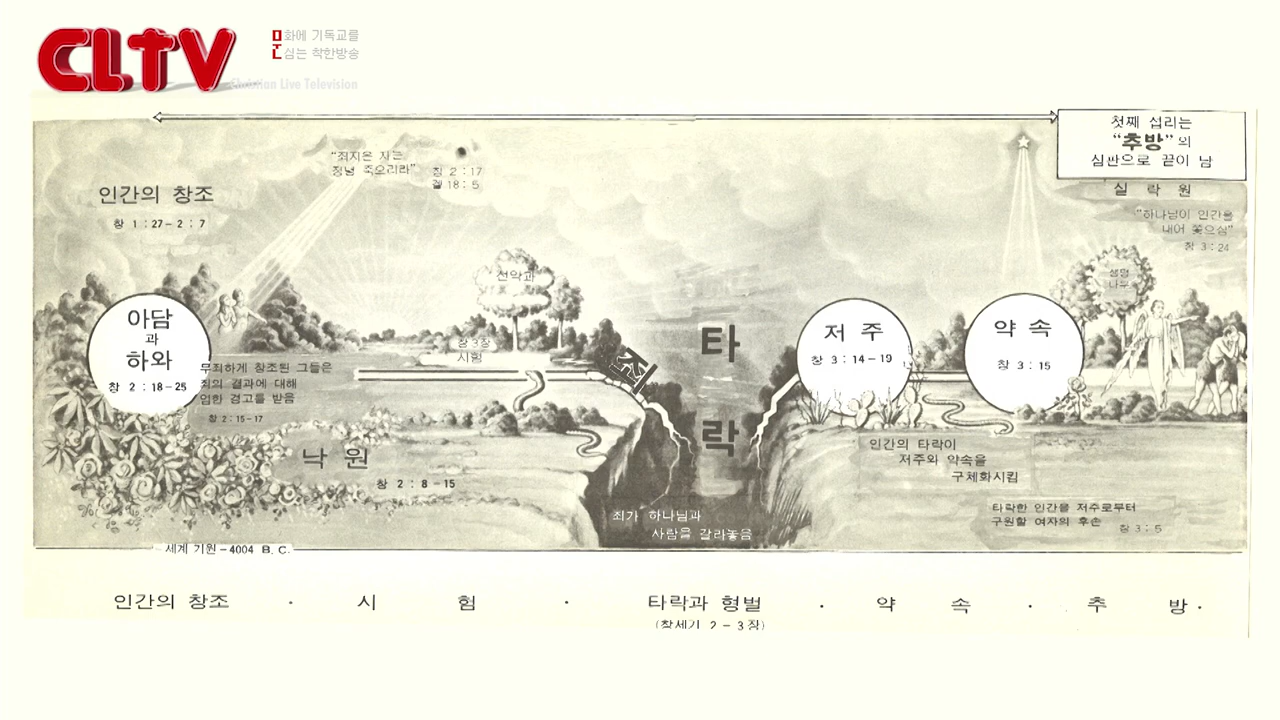 CLTV
문화에 기독교를
심는 착한방송
Christian Live Television
첫째 섭리는
“추방”의
심판으로 끝이 남
실 락 원
“하나님이 인간을
내어 쫓으심”
창 3:24
“죄지은 자는
정녕 죽으리라”
창 2:17
겔 18:5
인간의 창조
창 1:27-2:7
선악과
생명
나무
아담
과
하와
창 2:18-25
무죄하게 창조된 그들은
죄의 결과에 대해
엄한 경고를 받음
창 2:15-17
창 3장
시험
죄
타
락
저 주
창 3:14-19
약 속
창 3:15
낙 원
창 2:8-15
인간의 타락이
저주와 약속을
구체화시킴
죄가 하나님과
사람을 갈라놓음
타락한 인간을 저주로부터
구원할 여자의 후손
창 3:5
세계 기원-4004 B.C.
인간의 창조 · 시 험 · 타락과 형벌 · 약 속 · 추 방·
(창세기 2-3장)